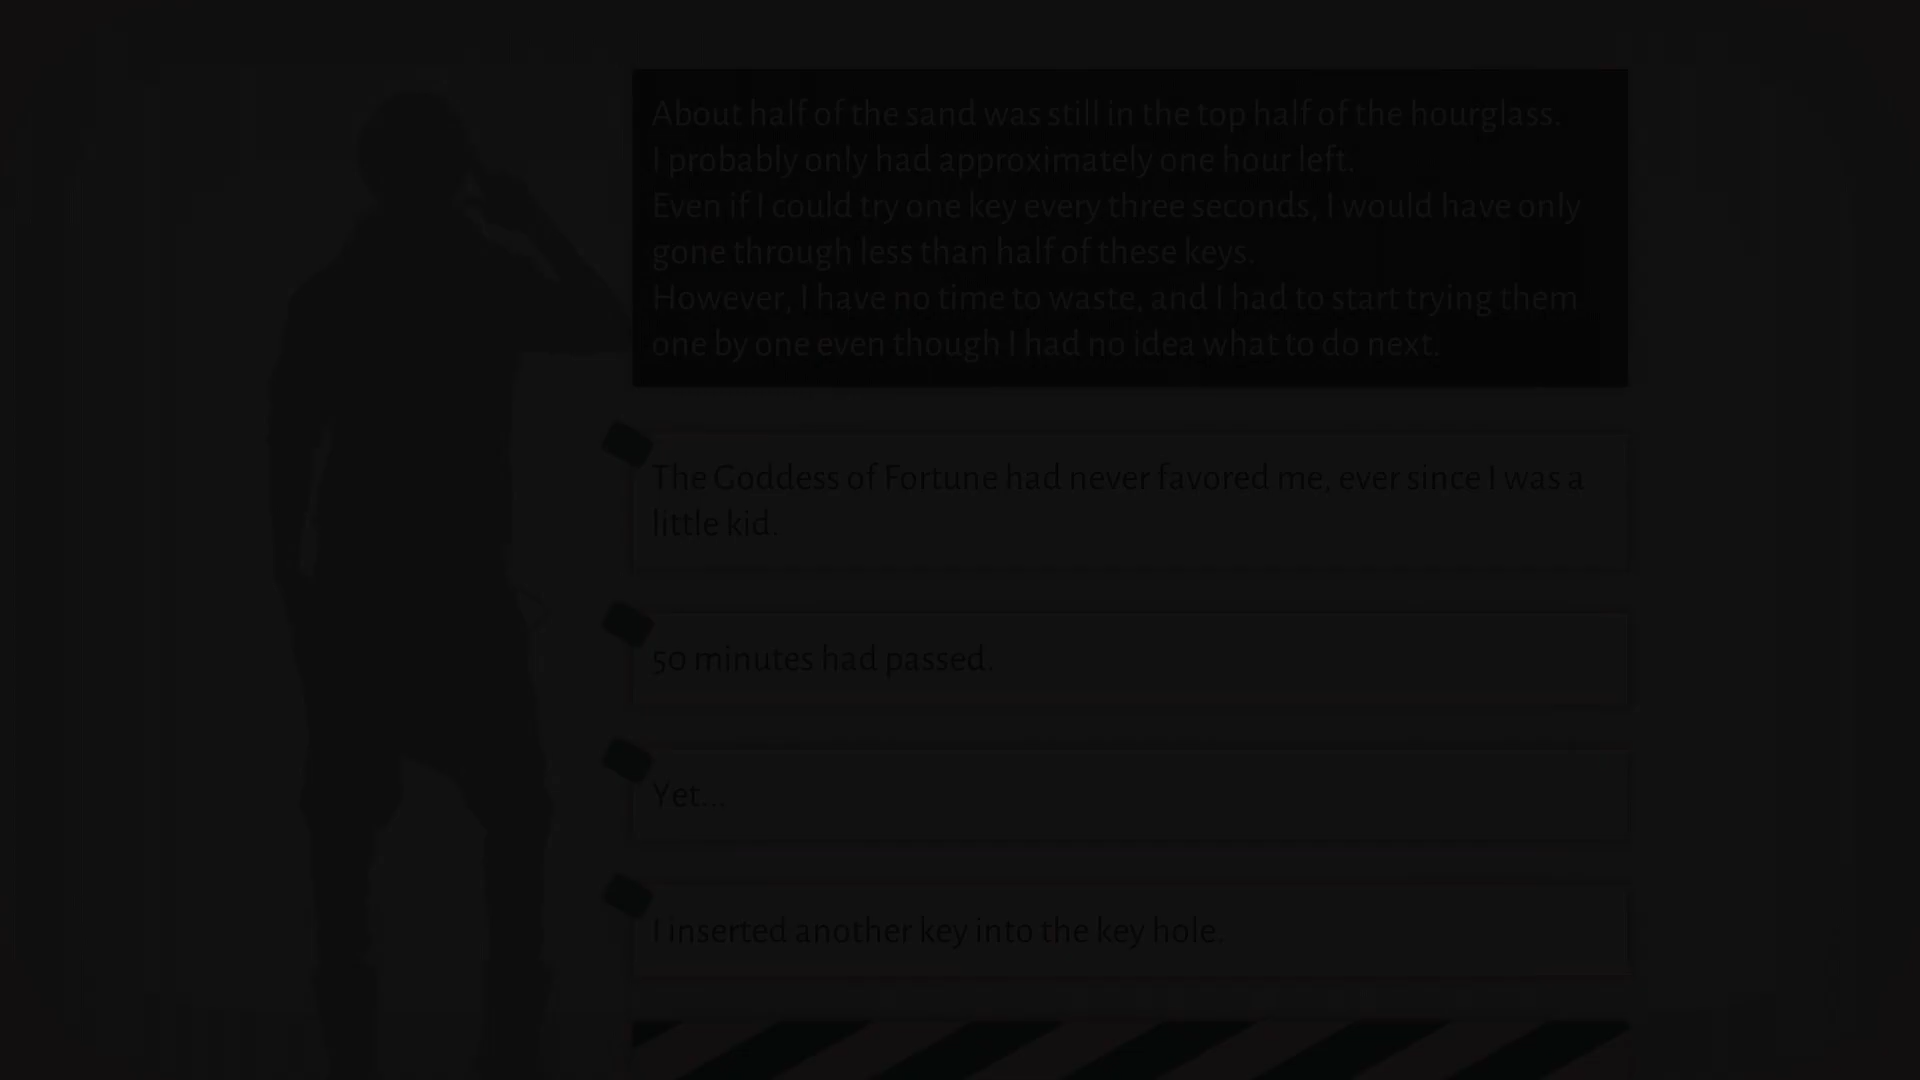 About half of the sand was still in the top half of the hourglass.
I probably only had approximately one hour left.
Even if I could try one key every three seconds, I would have only
gone through less than half of these keys.
However, I have no time to waste, and I had to start trying them
one by one even though I had no idea what to do next.
The Goddess of Fortune had never favored me, ever since I was a
little kid.
50 minutes had passed.
Yet...
I inserted another key into the key hole.